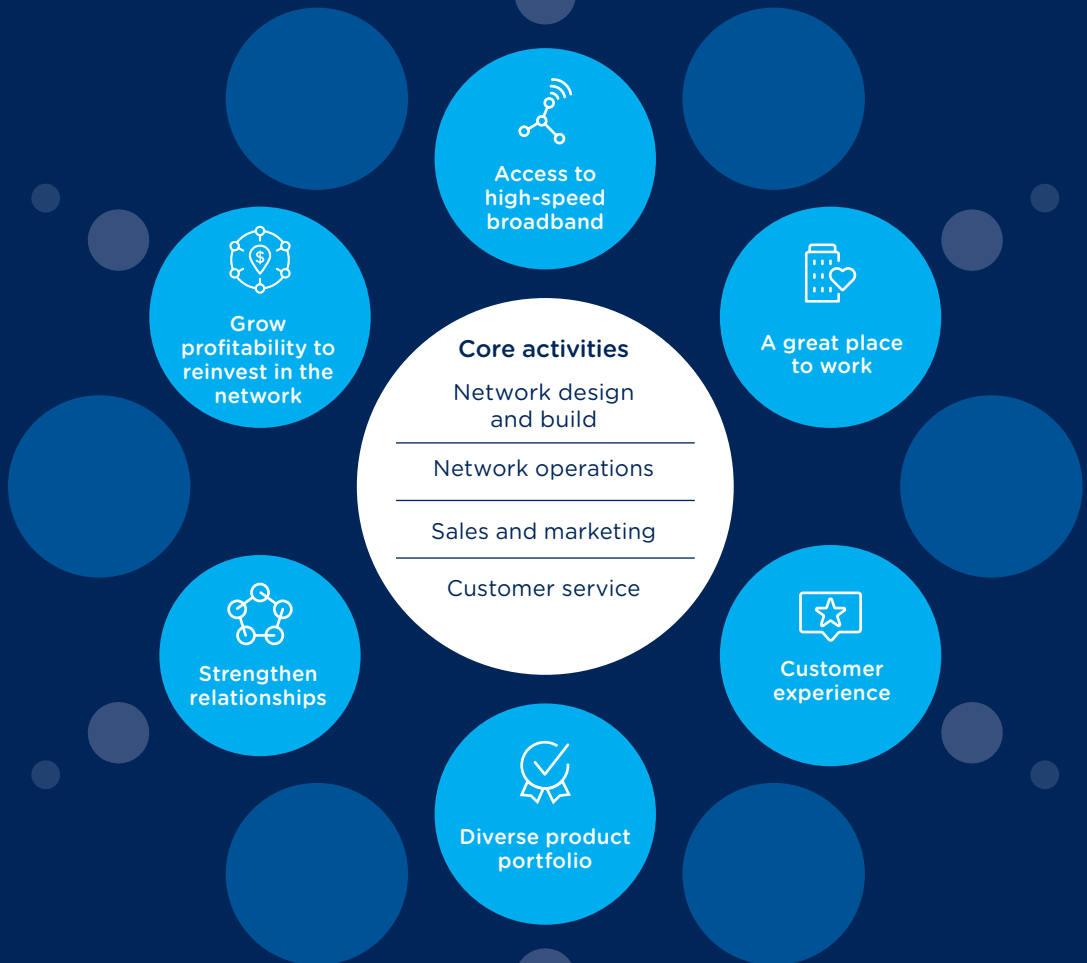 Access to
high-speed
broadband
Grow
profitability to
reinvest in the
network
A great place
to work
Core activities
Network design
and build
Network operations
Sales and marketing
Customer service
Strengthen
relationships
Customer
experience
Diverse product
portfolio
$